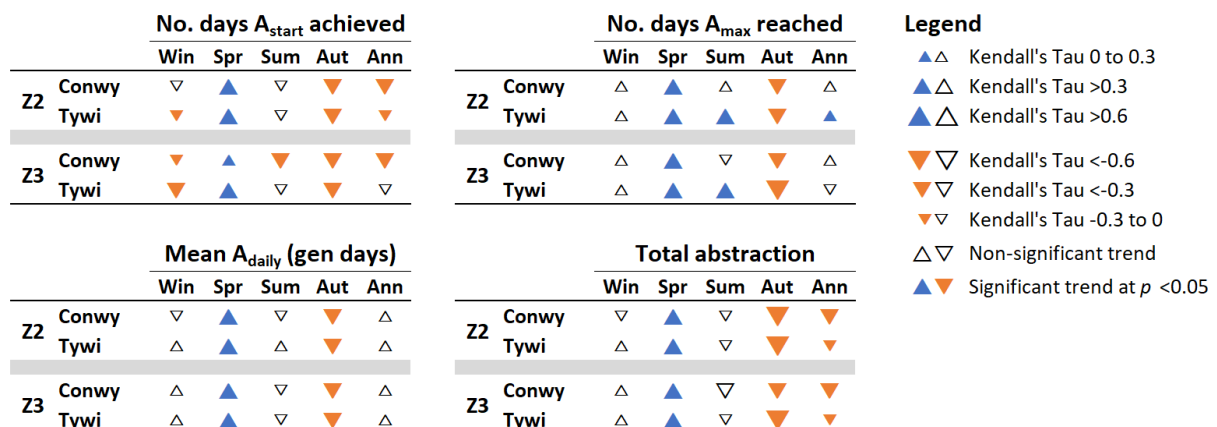 No. days Astart achieved
Win Spr Sum Aut Ann
Z2
Conwy
Tywi
Z3
Conwy
Tywi
No. days Amax reached
Win Spr Sum Aut Ann
Z2
Conwy
Tywi
Z3
Conwy
Tywi
Mean Adaily (gen days)
Win Spr Sum Aut Ann
Z2
Conwy
Tywi
Z3
Conwy
Tywi
Total abstraction
Win Spr Sum Aut Ann
Z2
Conwy
Tywi
Z3
Conwy
Tywi
Legend
Kendall's Tau 0 to 0.3
Kendall's Tau >0.3
Kendall's Tau >0.6
Kendall's Tau <-0.6
Kendall's Tau <-0.3
Kendall's Tau -0.3 to 0
Non-significant trend
Significant trend at p <0.05